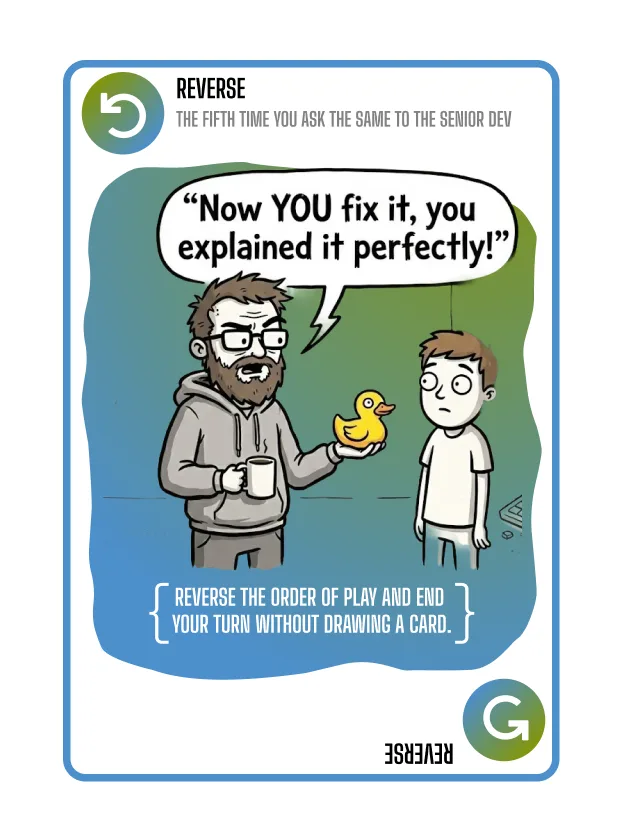 REVERSE
THE FIFTH TIME YOU ASK THE SAME TO THE SENIOR DEV
“Now YOU fix it, you
explained it perfectly!”
REVERSE THE ORDER OF PLAY AND END
YOUR TURN WITHOUT DRAWING A CARD.
REVERSE